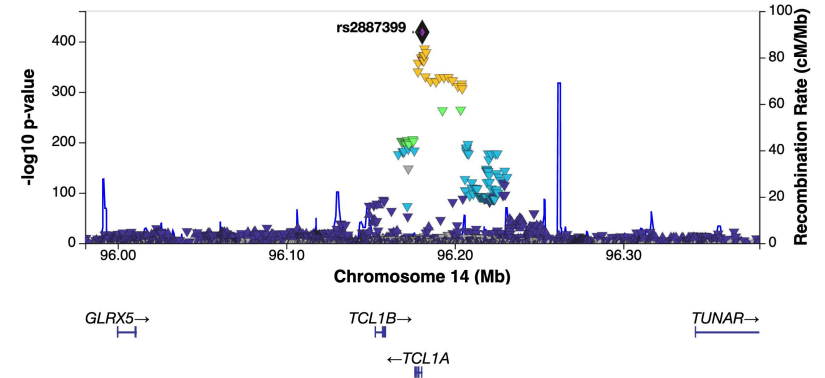 rs2887399
400
300
200
100
0
-log10 p-value
100
80
60
40
20
0
Recombination Rate (cM/Mb)
96.00
96.10
96.20
96.30
Chromosome 14 (Mb)
GLRX5→
TCL1B→
TUNAR→
←TCL1A